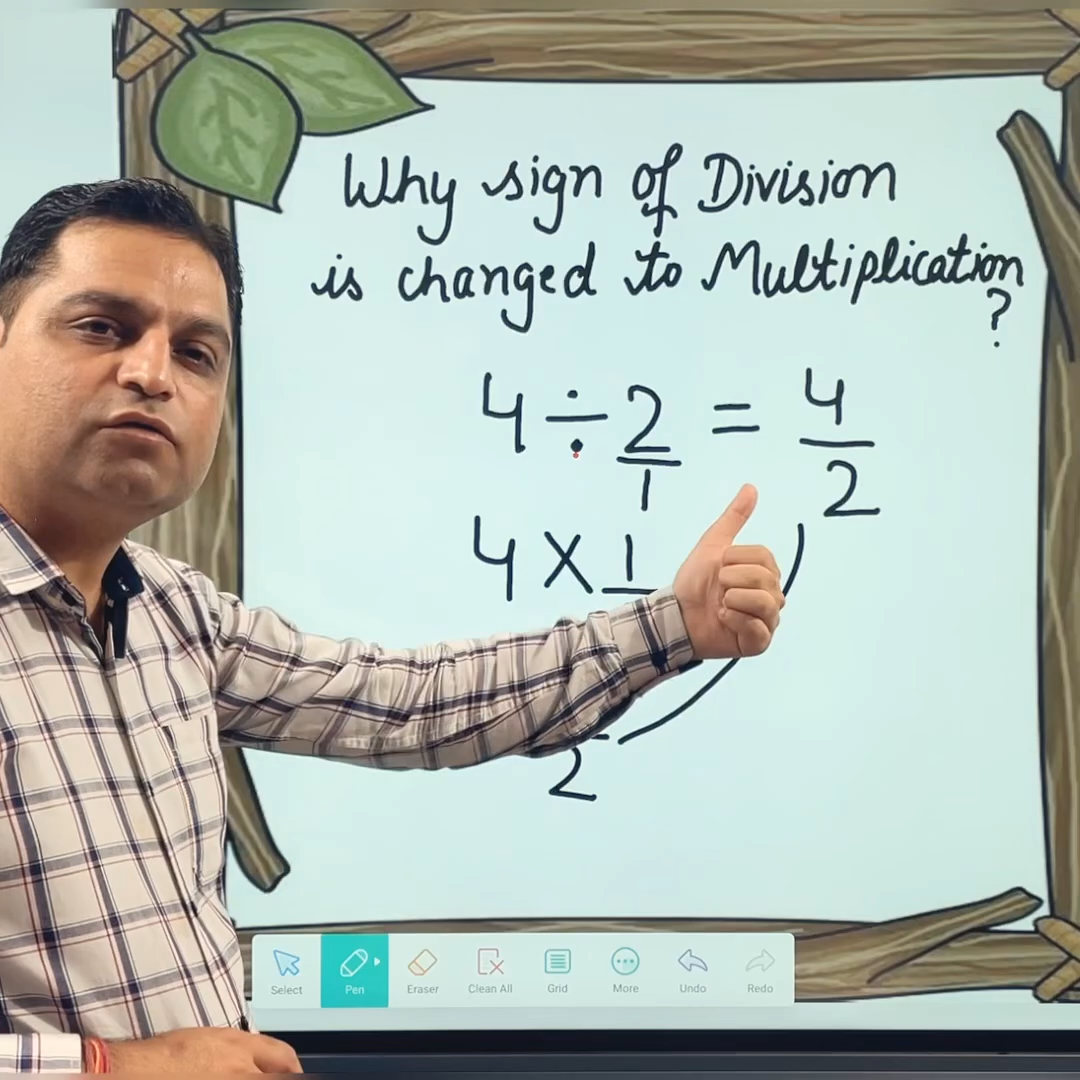 Why sign of Division
is changed to Multiplication
?
4 ÷ 2/1 = 4/2
4 × 1
2
Select Pen Eraser Clean All Grid More Undo Redo